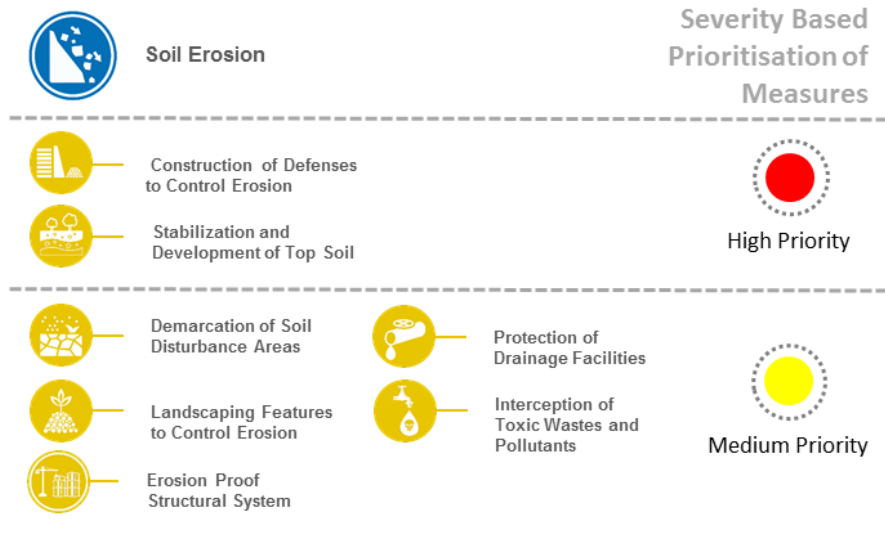 Soil Erosion
Severity Based
Prioritisation of
Measures
Construction of Defenses
to Control Erosion
Stabilization and
Development of Top Soil
High Priority
Demarcation of Soil
Disturbance Areas
Protection of
Drainage Facilities
Landscaping Features
to Control Erosion
Interception of
Toxic Wastes and
Pollutants
Erosion Proof
Structural System
Medium Priority